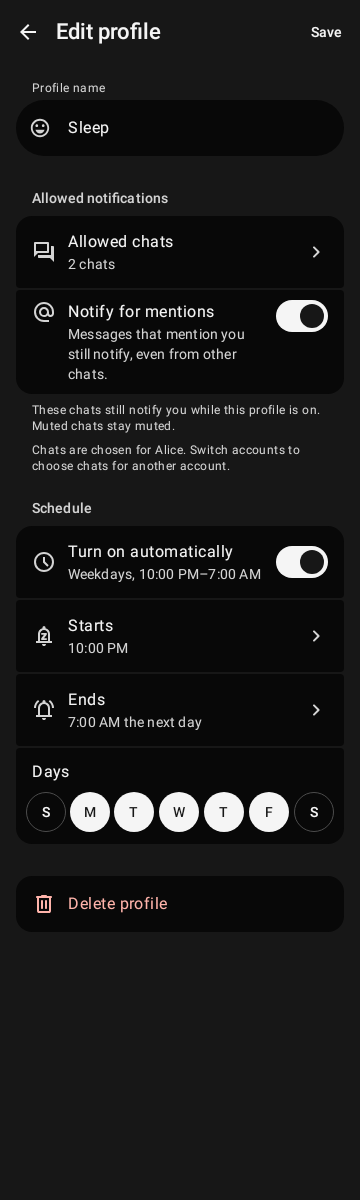 Edit profile
Save
Profile name
Sleep
Allowed notifications
Allowed chats
2 chats
Notify for mentions
Messages that mention you
still notify, even from other
chats.
These chats still notify you while this profile is on.
Muted chats stay muted.
Chats are chosen for Alice. Switch accounts to
choose chats for another account.
Schedule
Turn on automatically
Weekdays, 10:00 PM–7:00 AM
Starts
10:00 PM
Ends
7:00 AM the next day
Days
S M T W T F S
Delete profile